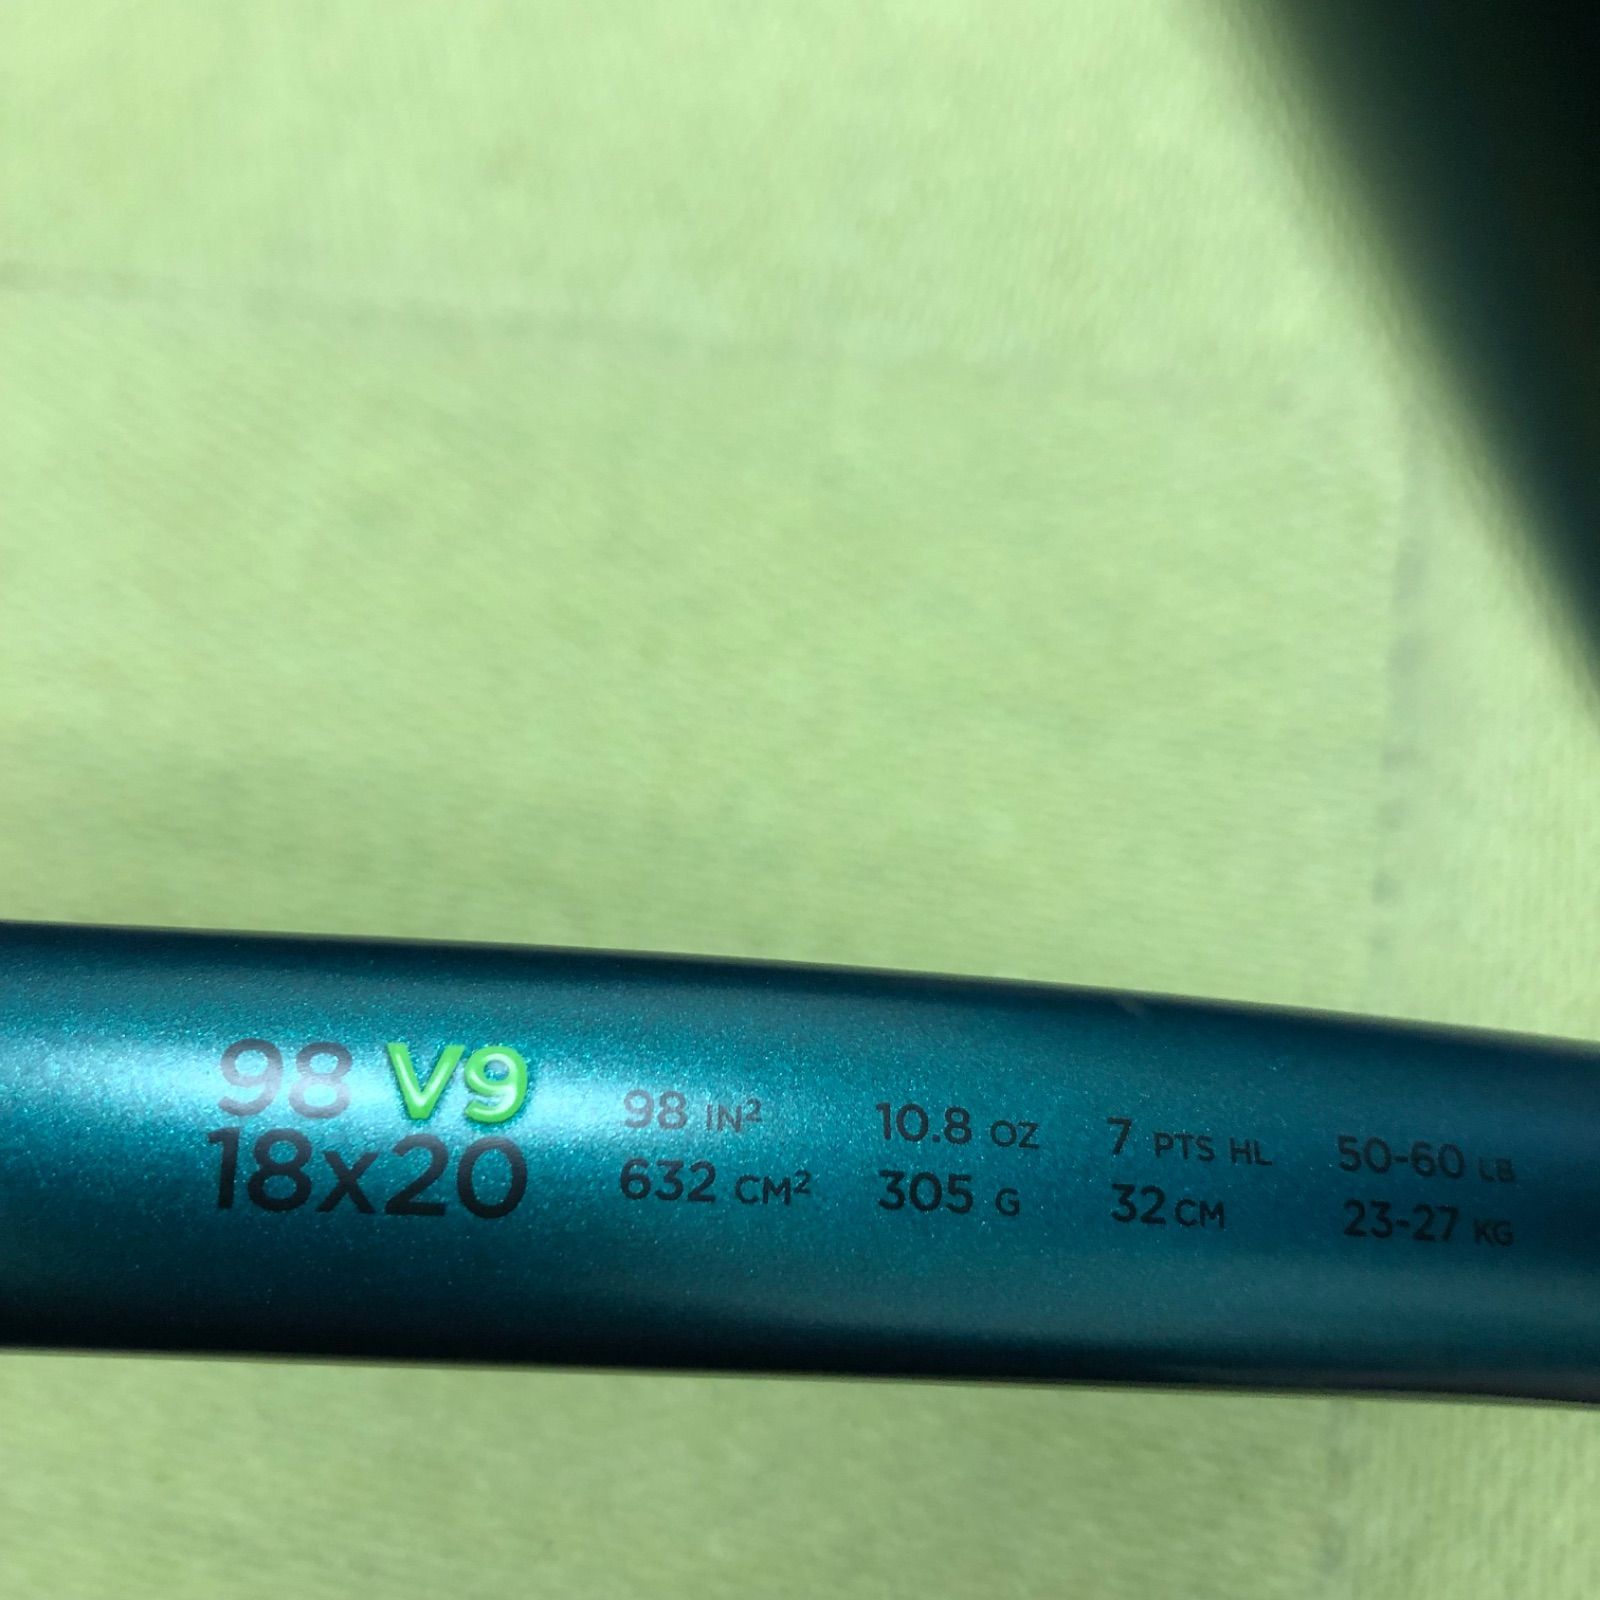 98 V9
18x20
98 IN²
632 CM²
10.8 OZ
305 G
7 PTS HL
32 CM
50-60 LB
23-27 KG